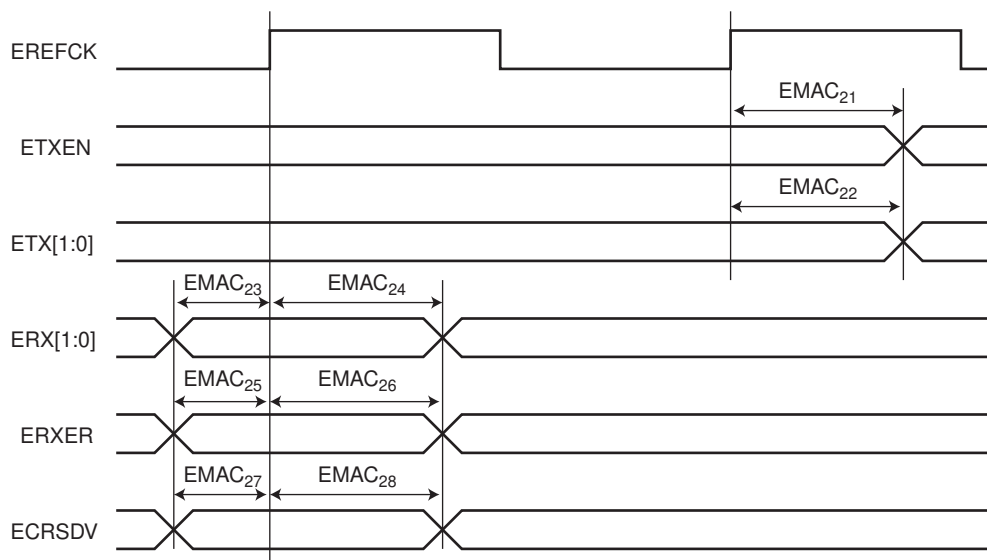 EREFCK
EMAC21
ETXEN
EMAC22
ETX[1:0]
EMAC23 EMAC24
ERX[1:0]
EMAC25 EMAC26
ERXER
EMAC27 EMAC28
ECRSDV